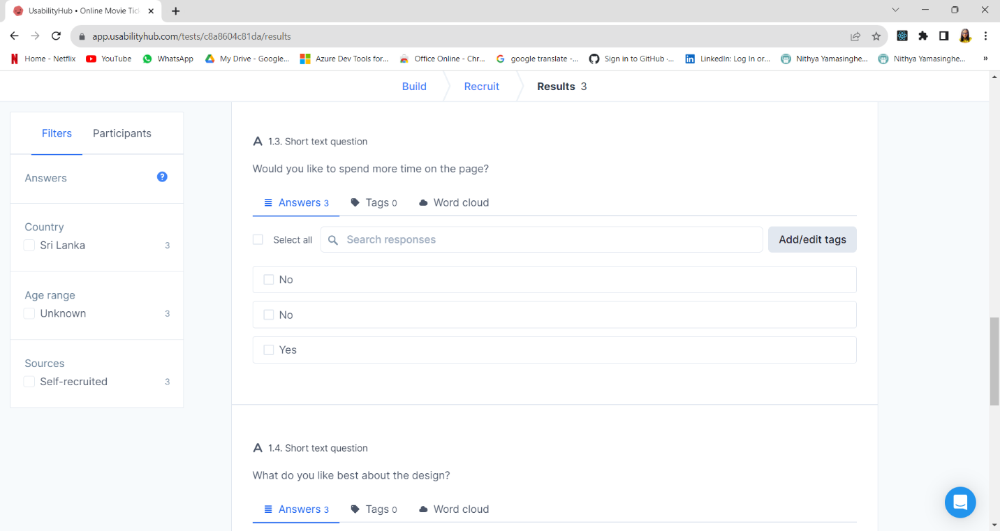 UsabilityHub • Online Movie Tic
app.usabilityhub.com/tests/c8a8604c81da/results
Home - Netflix YouTube WhatsApp My Drive - Google... Azure Dev Tools for... Office Online - Chr... google translate -... Sign in to GitHub ·... LinkedIn: Log In or... Nithya Yamasinghe... Nithya Yamasinghe... »
Build Recruit Results 3
Filters Participants
Answers ?
Country
Sri Lanka 3
Age range
Unknown 3
Sources
Self-recruited 3
A 1.3. Short text question
Would you like to spend more time on the page?
Answers 3 Tags 0 Word cloud
Select all Search responses Add/edit tags
No
No
Yes
A 1.4. Short text question
What do you like best about the design?
Answers 3 Tags 0 Word cloud